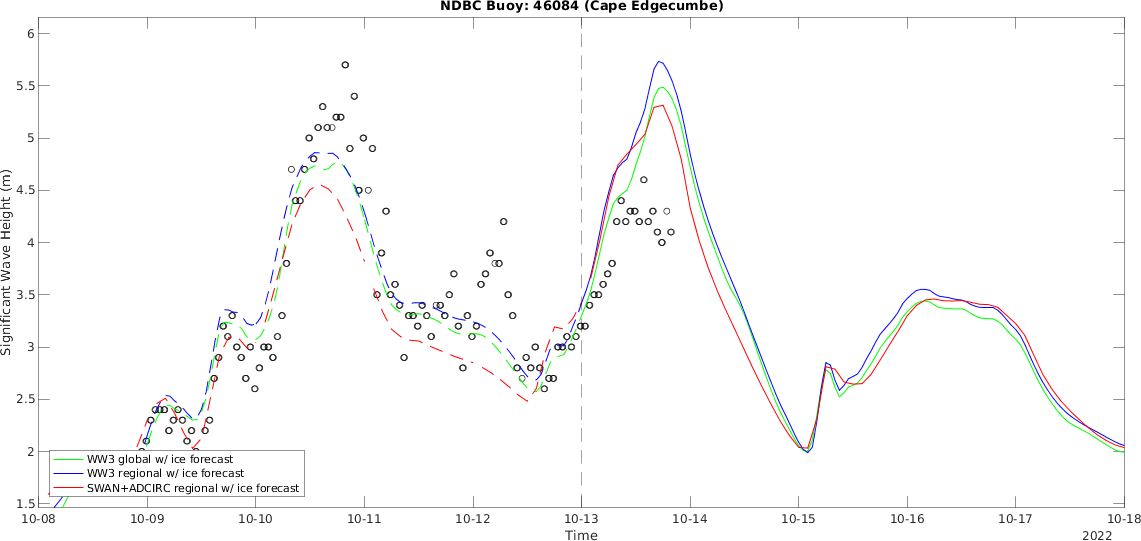 NDBC Buoy: 46084 (Cape Edgecumbe)
Significant Wave Height (m)
6
5.5
5
4.5
4
3.5
3
2.5
2
1.5
WW3 global w/ ice forecast
WW3 regional w/ ice forecast
SWAN+ADCIRC regional w/ ice forecast
10-08 10-09 10-10 10-11 10-12 10-13 10-14 10-15 10-16 10-17 10-18
Time
2022